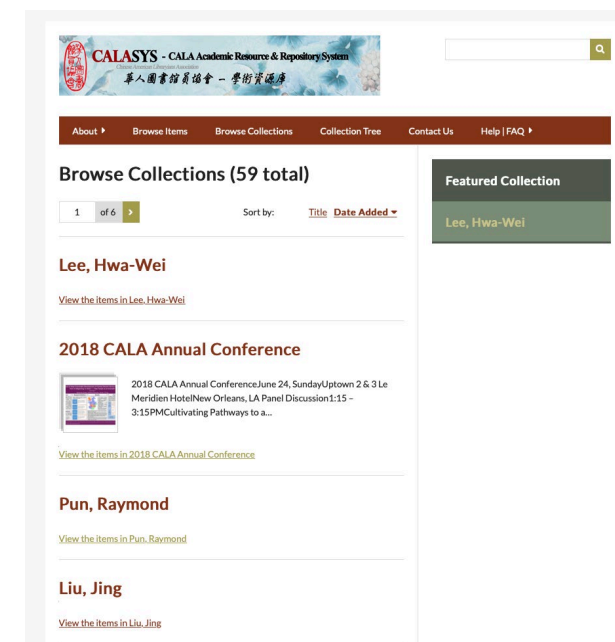 CALASYS - CALA Academic Resource & Repository System
Chinese American Librarians Association
華人圖書館員協會 - 學術資源庫
About
Browse Items
Browse Collections
Collection Tree
Contact Us
Help | FAQ
Browse Collections (59 total)
1 of 6
Sort by: Title Date Added
Lee, Hwa-Wei
View the items in Lee, Hwa-Wei
2018 CALA Annual Conference
2018 CALA Annual ConferenceJune 24, SundayUptown 2 & 3 Le
Meridien HotelNew Orleans, LA Panel Discussion1:15 –
3:15PMCultivating Pathways to a...
View the items in 2018 CALA Annual Conference
Pun, Raymond
View the items in Pun, Raymond
Liu, Jing
View the items in Liu, Jing
Featured Collection
Lee, Hwa-Wei